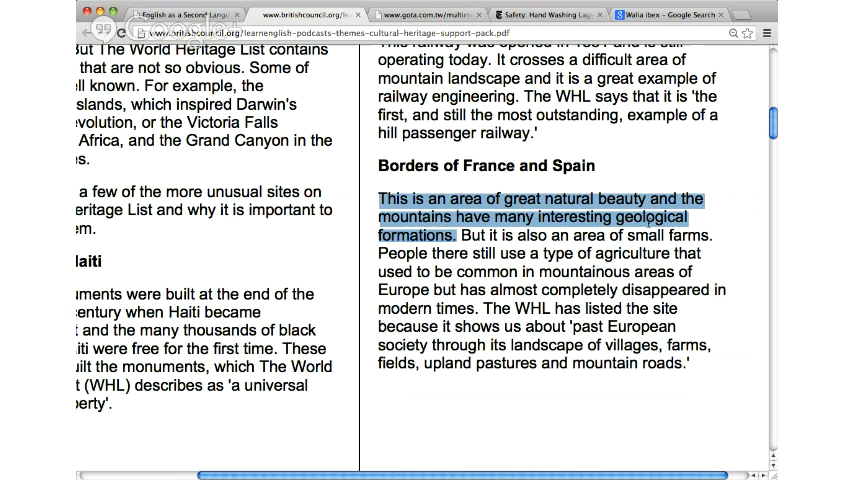 English as a Second Langu
www.britishcouncil.org/le
www.gota.com.tw/multim
Safety: Hand Washing La
Walia ibex - Google Search
www.britishcouncil.org/learnenglish-podcasts-themes-cultural-heritage-support-pack.pdf
But The World Heritage List contains
that are not so obvious. Some of
ll known. For example, the
slands, which inspired Darwin's
evolution, or the Victoria Falls
Africa, and the Grand Canyon in the
s.
a few of the more unusual sites on
eritage List and why it is important to
em.
aiti
uments were built at the end of the
century when Haiti became
t and the many thousands of black
iti were free for the first time. These
uilt the monuments, which The World
t (WHL) describes as 'a universal
perty'.
operating today. It crosses a difficult area of
mountain landscape and it is a great example of
railway engineering. The WHL says that it is 'the
first, and still the most outstanding, example of a
hill passenger railway.'
Borders of France and Spain
This is an area of great natural beauty and the
mountains have many interesting geological
formations. But it is also an area of small farms.
People there still use a type of agriculture that
used to be common in mountainous areas of
Europe but has almost completely disappeared in
modern times. The WHL has listed the site
because it shows us about 'past European
society through its landscape of villages, farms,
fields, upland pastures and mountain roads.'